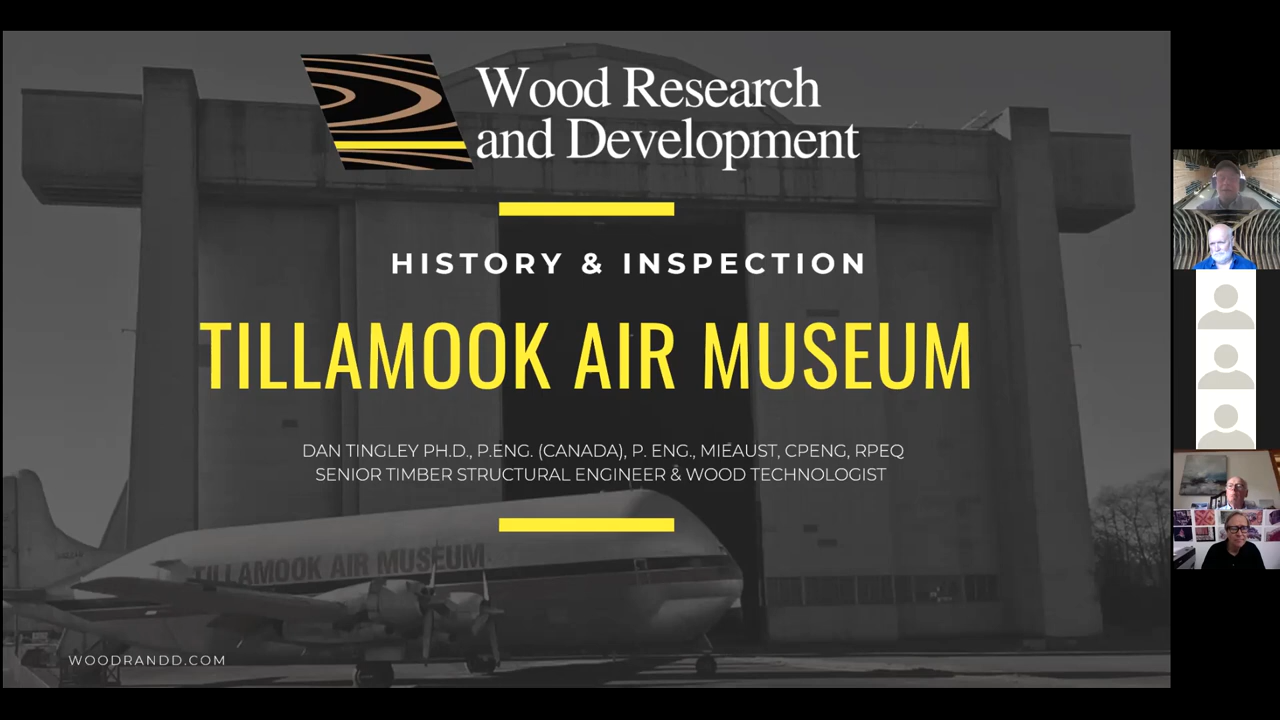 Wood Research
and Development
HISTORY & INSPECTION
TILLAMOOK AIR MUSEUM
DAN TINGLEY PH.D., P.ENG. (CANADA), P. ENG., MIEAUST, CPENG, RPEQ
SENIOR TIMBER STRUCTURAL ENGINEER & WOOD TECHNOLOGIST
TILLAMOOK AIR MUSEUM
WOODRANDD.COM